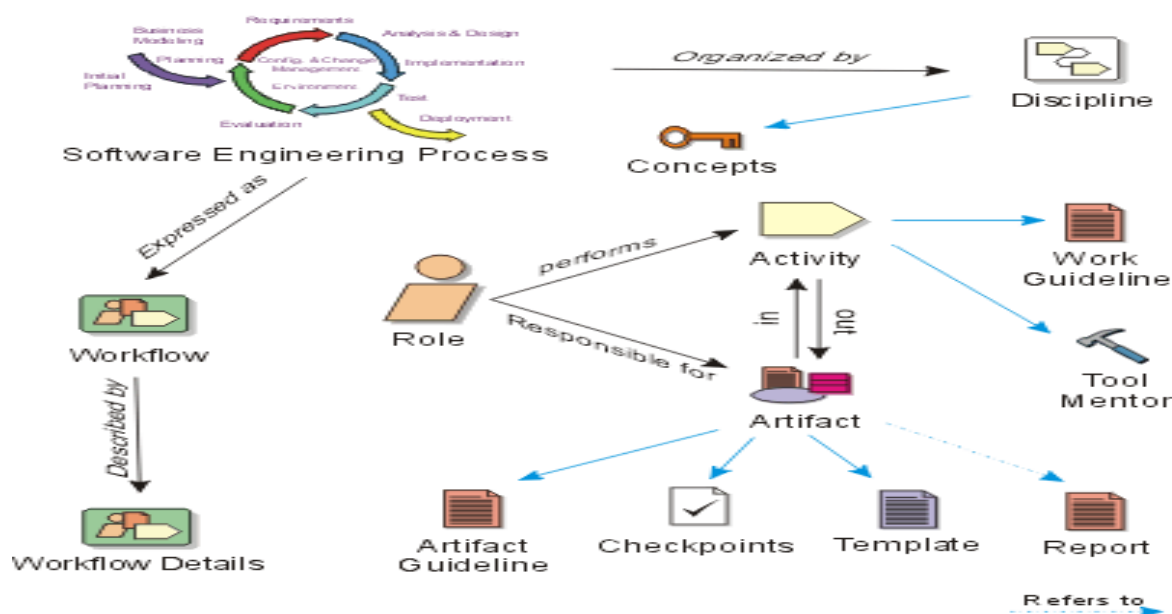 Requirements
Business
Modeling
Analysis & Design
Planning
Config. & Change
Management
Implementation
Initial
Planning
Environment
Test
Evaluation
Deployment
Software Engineering Process
Organized by
Discipline
Concepts
Expressed as
performs
Activity
Work
Guideline
Role
Responsible for
in
out
Workflow
Tool
Mentor
Artifact
Described by
Artifact
Guideline
Checkpoints
Template
Report
Workflow Details
Refers to